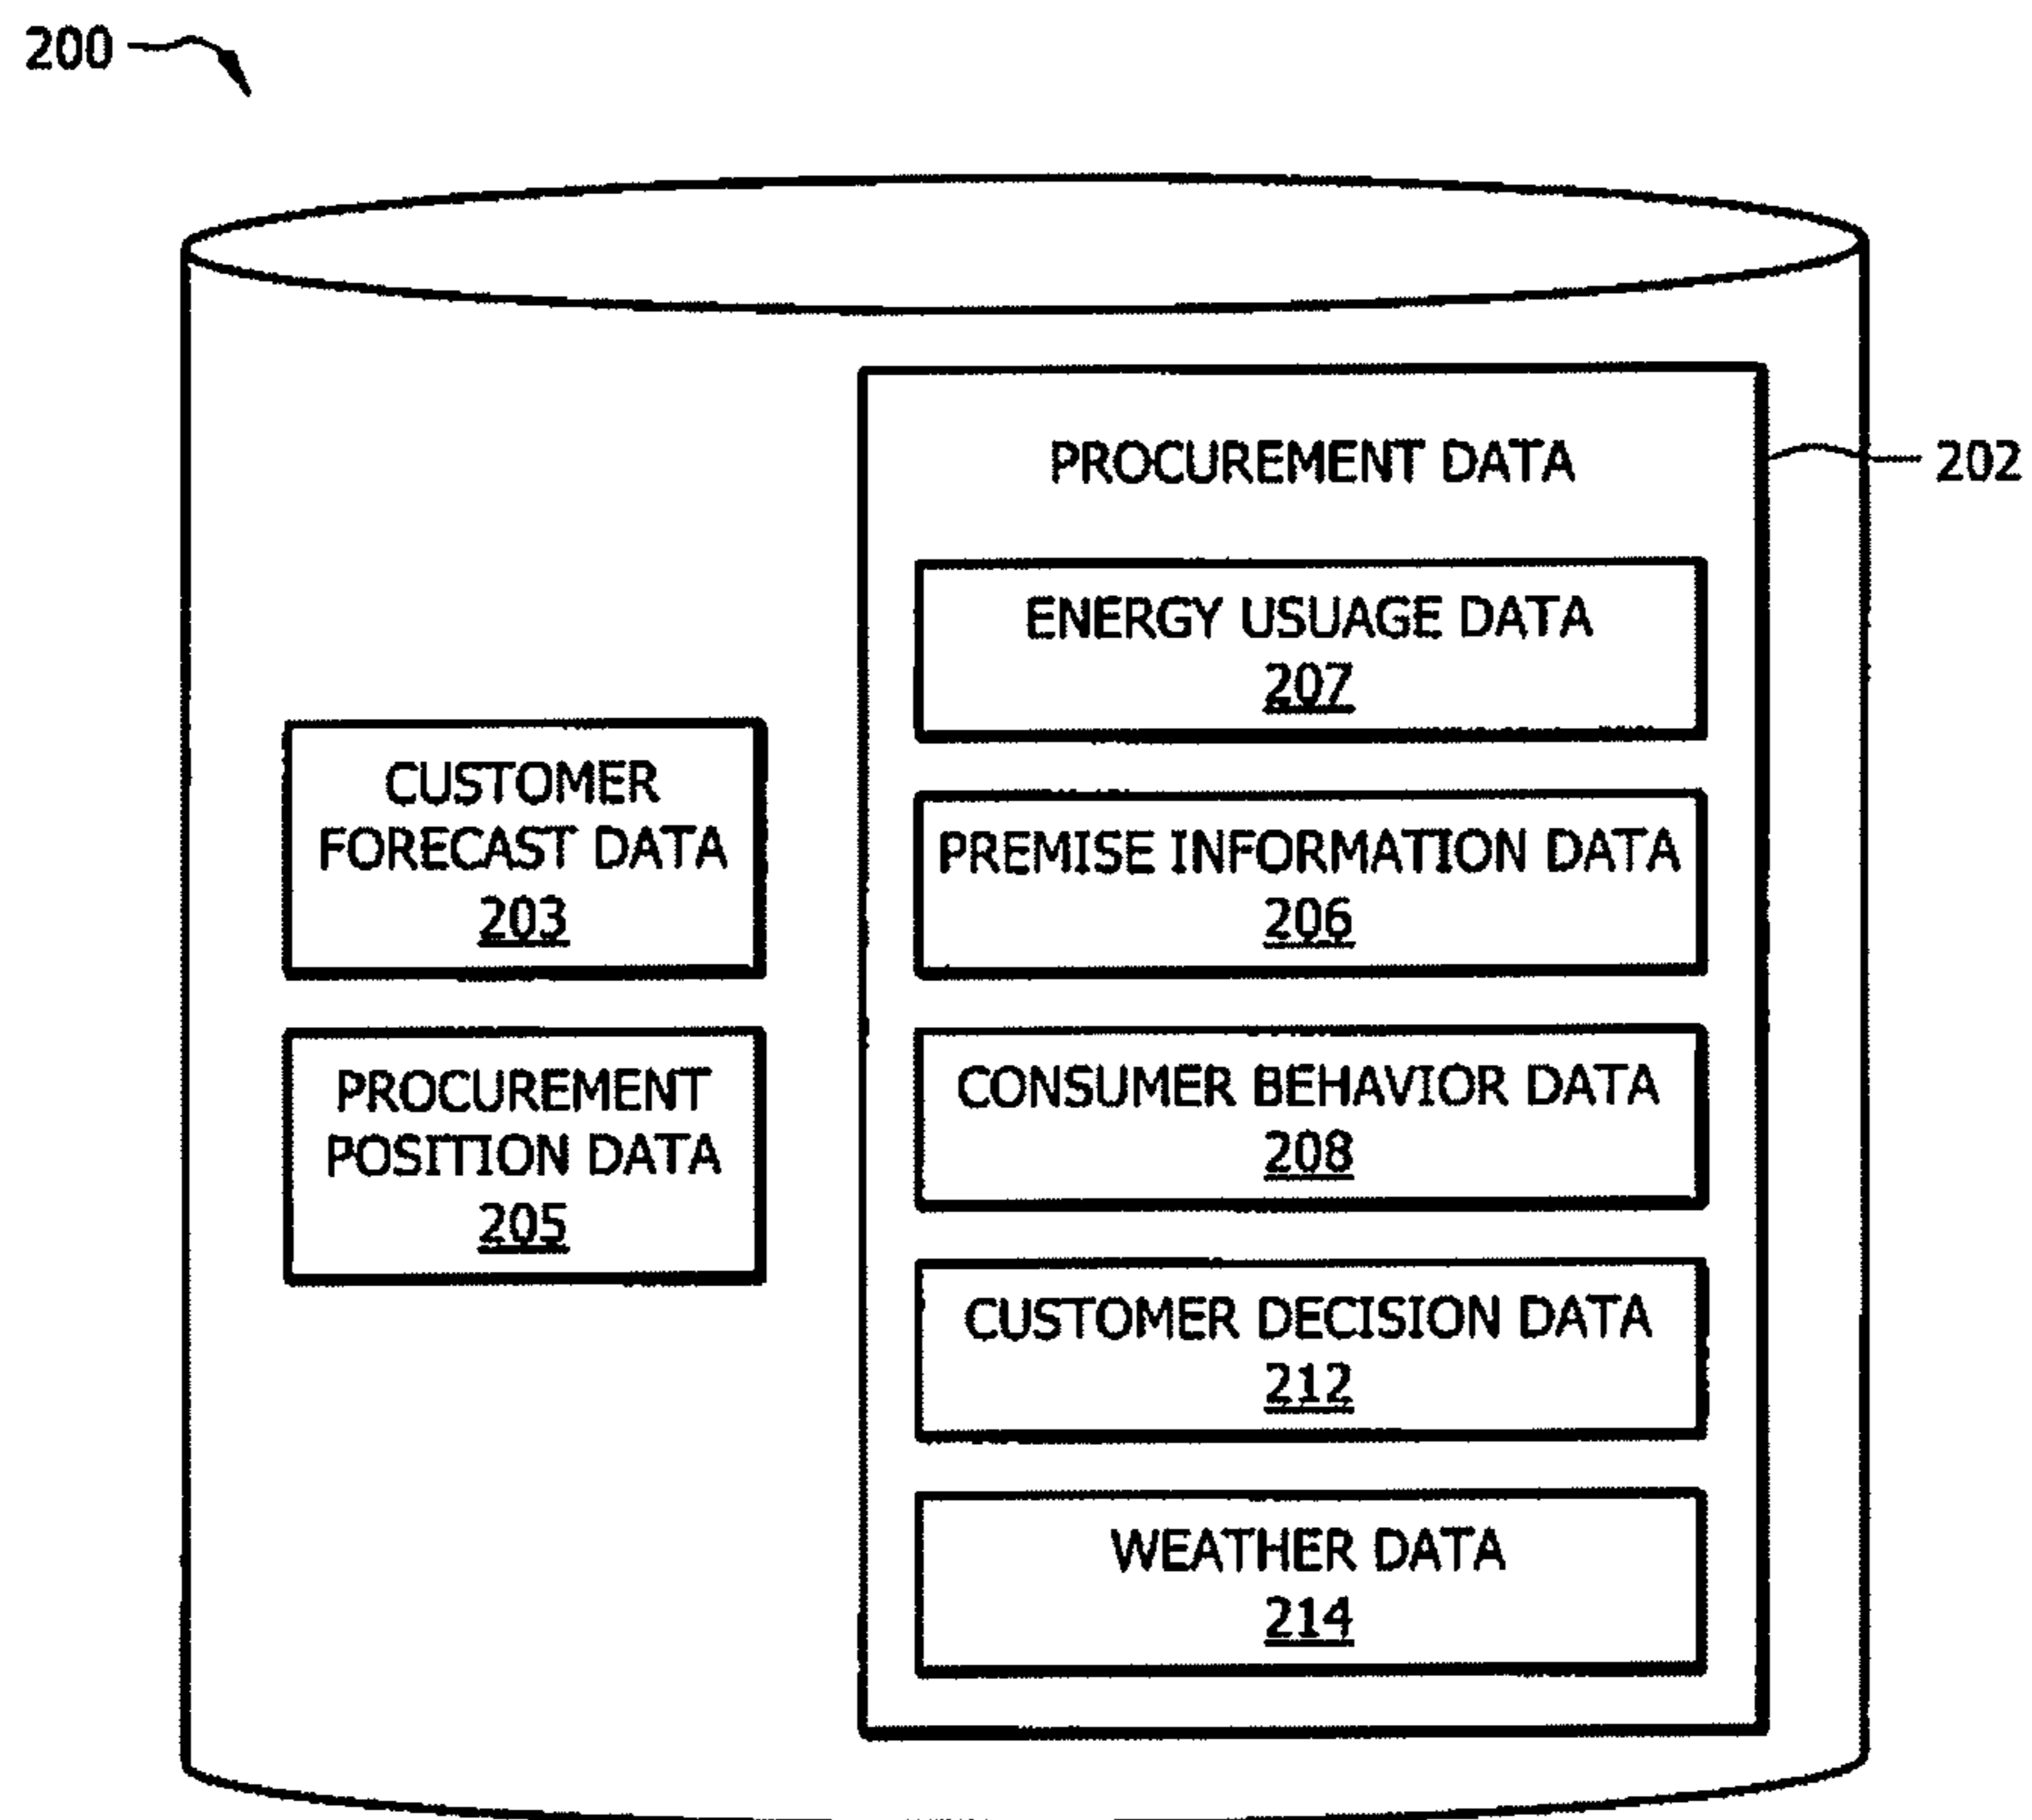 200
PROCUREMENT DATA
202
ENERGY USUAGE DATA
207
CUSTOMER
FORECAST DATA
203
PREMISE INFORMATION DATA
206
PROCUREMENT
POSITION DATA
205
CONSUMER BEHAVIOR DATA
208
CUSTOMER DECISION DATA
212
WEATHER DATA
214